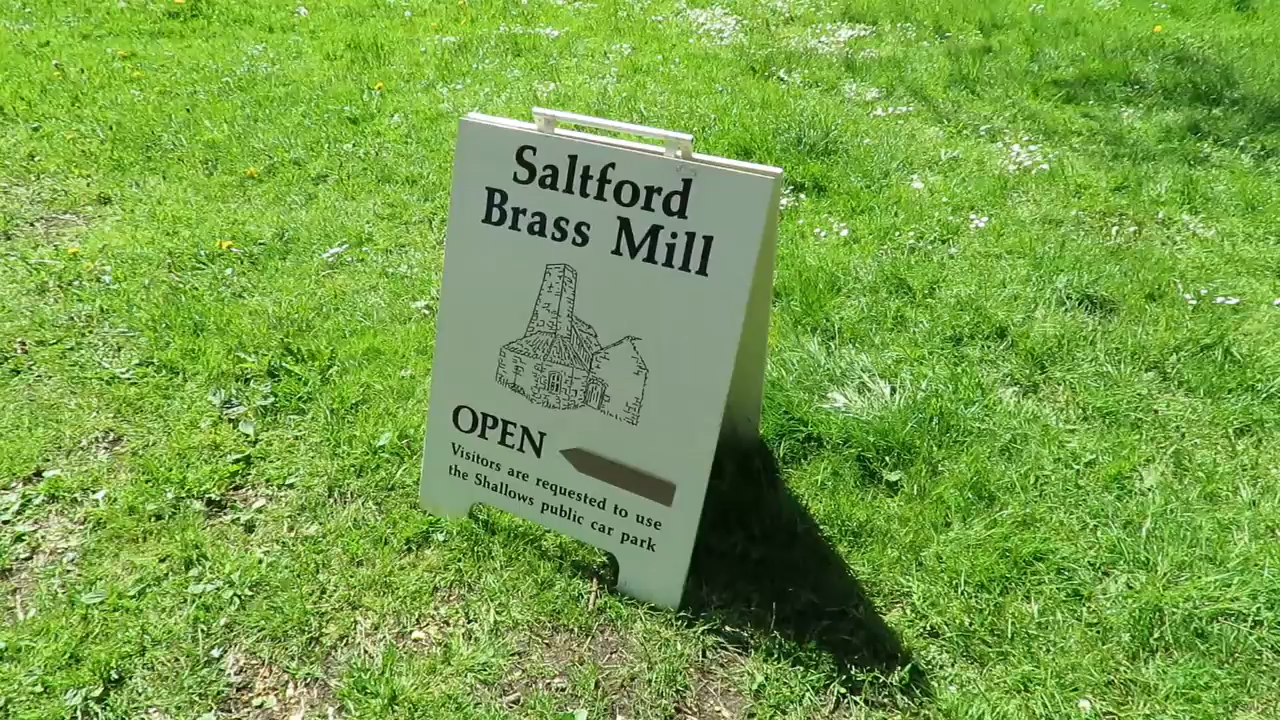 Saltford
Brass Mill
OPEN
Visitors are requested to use
the Shallows public car park